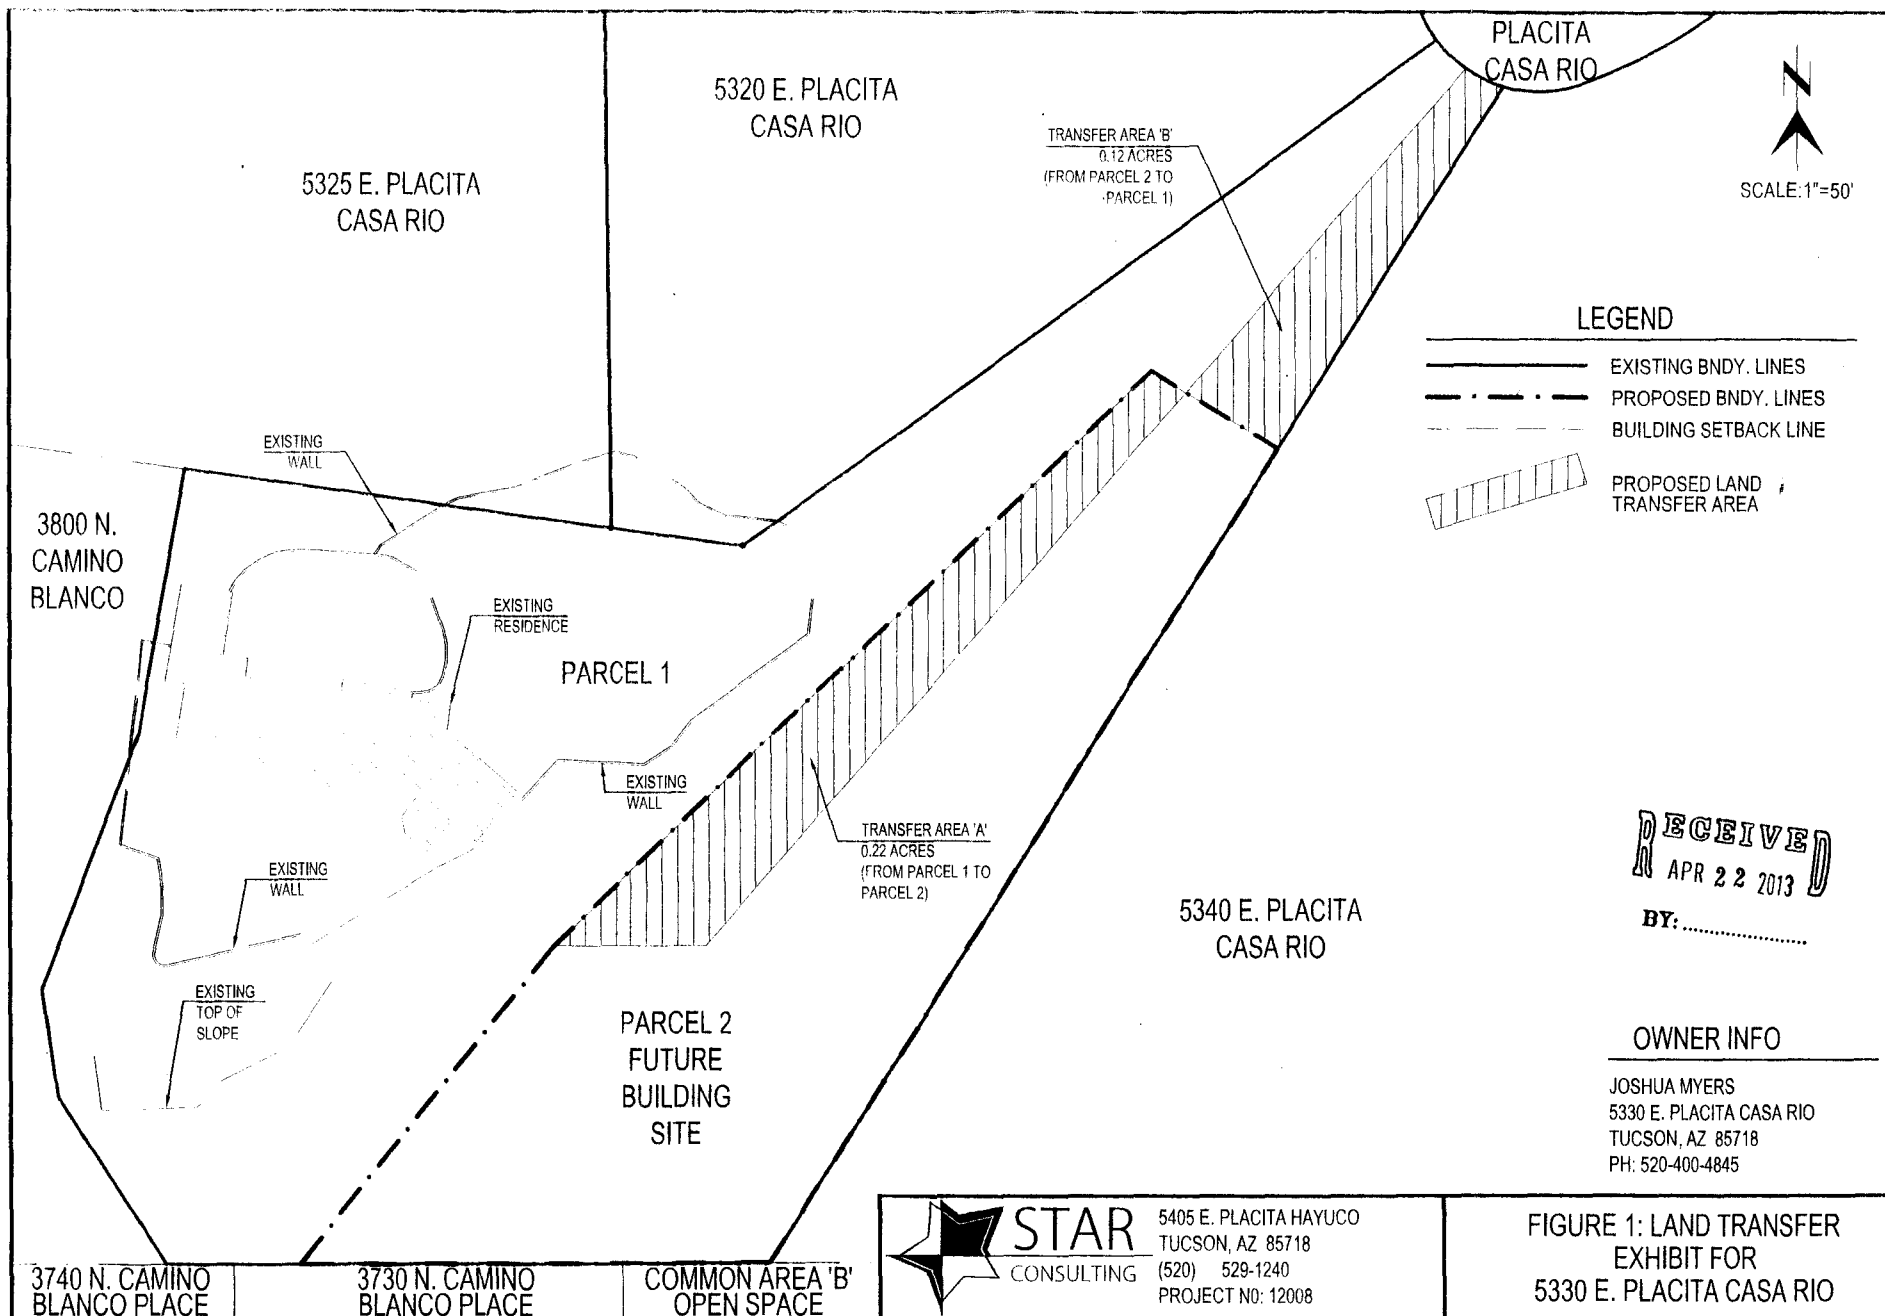 PLACITA
CASA RIO
5320 E. PLACITA
CASA RIO
5325 E. PLACITA
CASA RIO
TRANSFER AREA 'B'
0.12 ACRES
(FROM PARCEL 2 TO
PARCEL 1)
N
SCALE:1"=50'
LEGEND
EXISTING BNDY. LINES
PROPOSED BNDY. LINES
BUILDING SETBACK LINE
PROPOSED LAND
TRANSFER AREA
EXISTING
WALL
3800 N.
CAMINO
BLANCO
EXISTING
RESIDENCE
PARCEL 1
EXISTING
WALL
TRANSFER AREA 'A'
0.22 ACRES
(FROM PARCEL 1 TO
PARCEL 2)
EXISTING
WALL
5340 E. PLACITA
CASA RIO
RECEIVED
APR 22 2013
BY:....................
EXISTING
TOP OF
SLOPE
PARCEL 2
FUTURE
BUILDING
SITE
OWNER INFO
JOSHUA MYERS
5330 E. PLACITA CASA RIO
TUCSON, AZ 85718
PH: 520-400-4845
3740 N. CAMINO
BLANCO PLACE
3730 N. CAMINO
BLANCO PLACE
COMMON AREA 'B'
OPEN SPACE
STAR
CONSULTING
5405 E. PLACITA HAYUCO
TUCSON, AZ 85718
(520) 529-1240
PROJECT N0: 12008
FIGURE 1: LAND TRANSFER
EXHIBIT FOR
5330 E. PLACITA CASA RIO